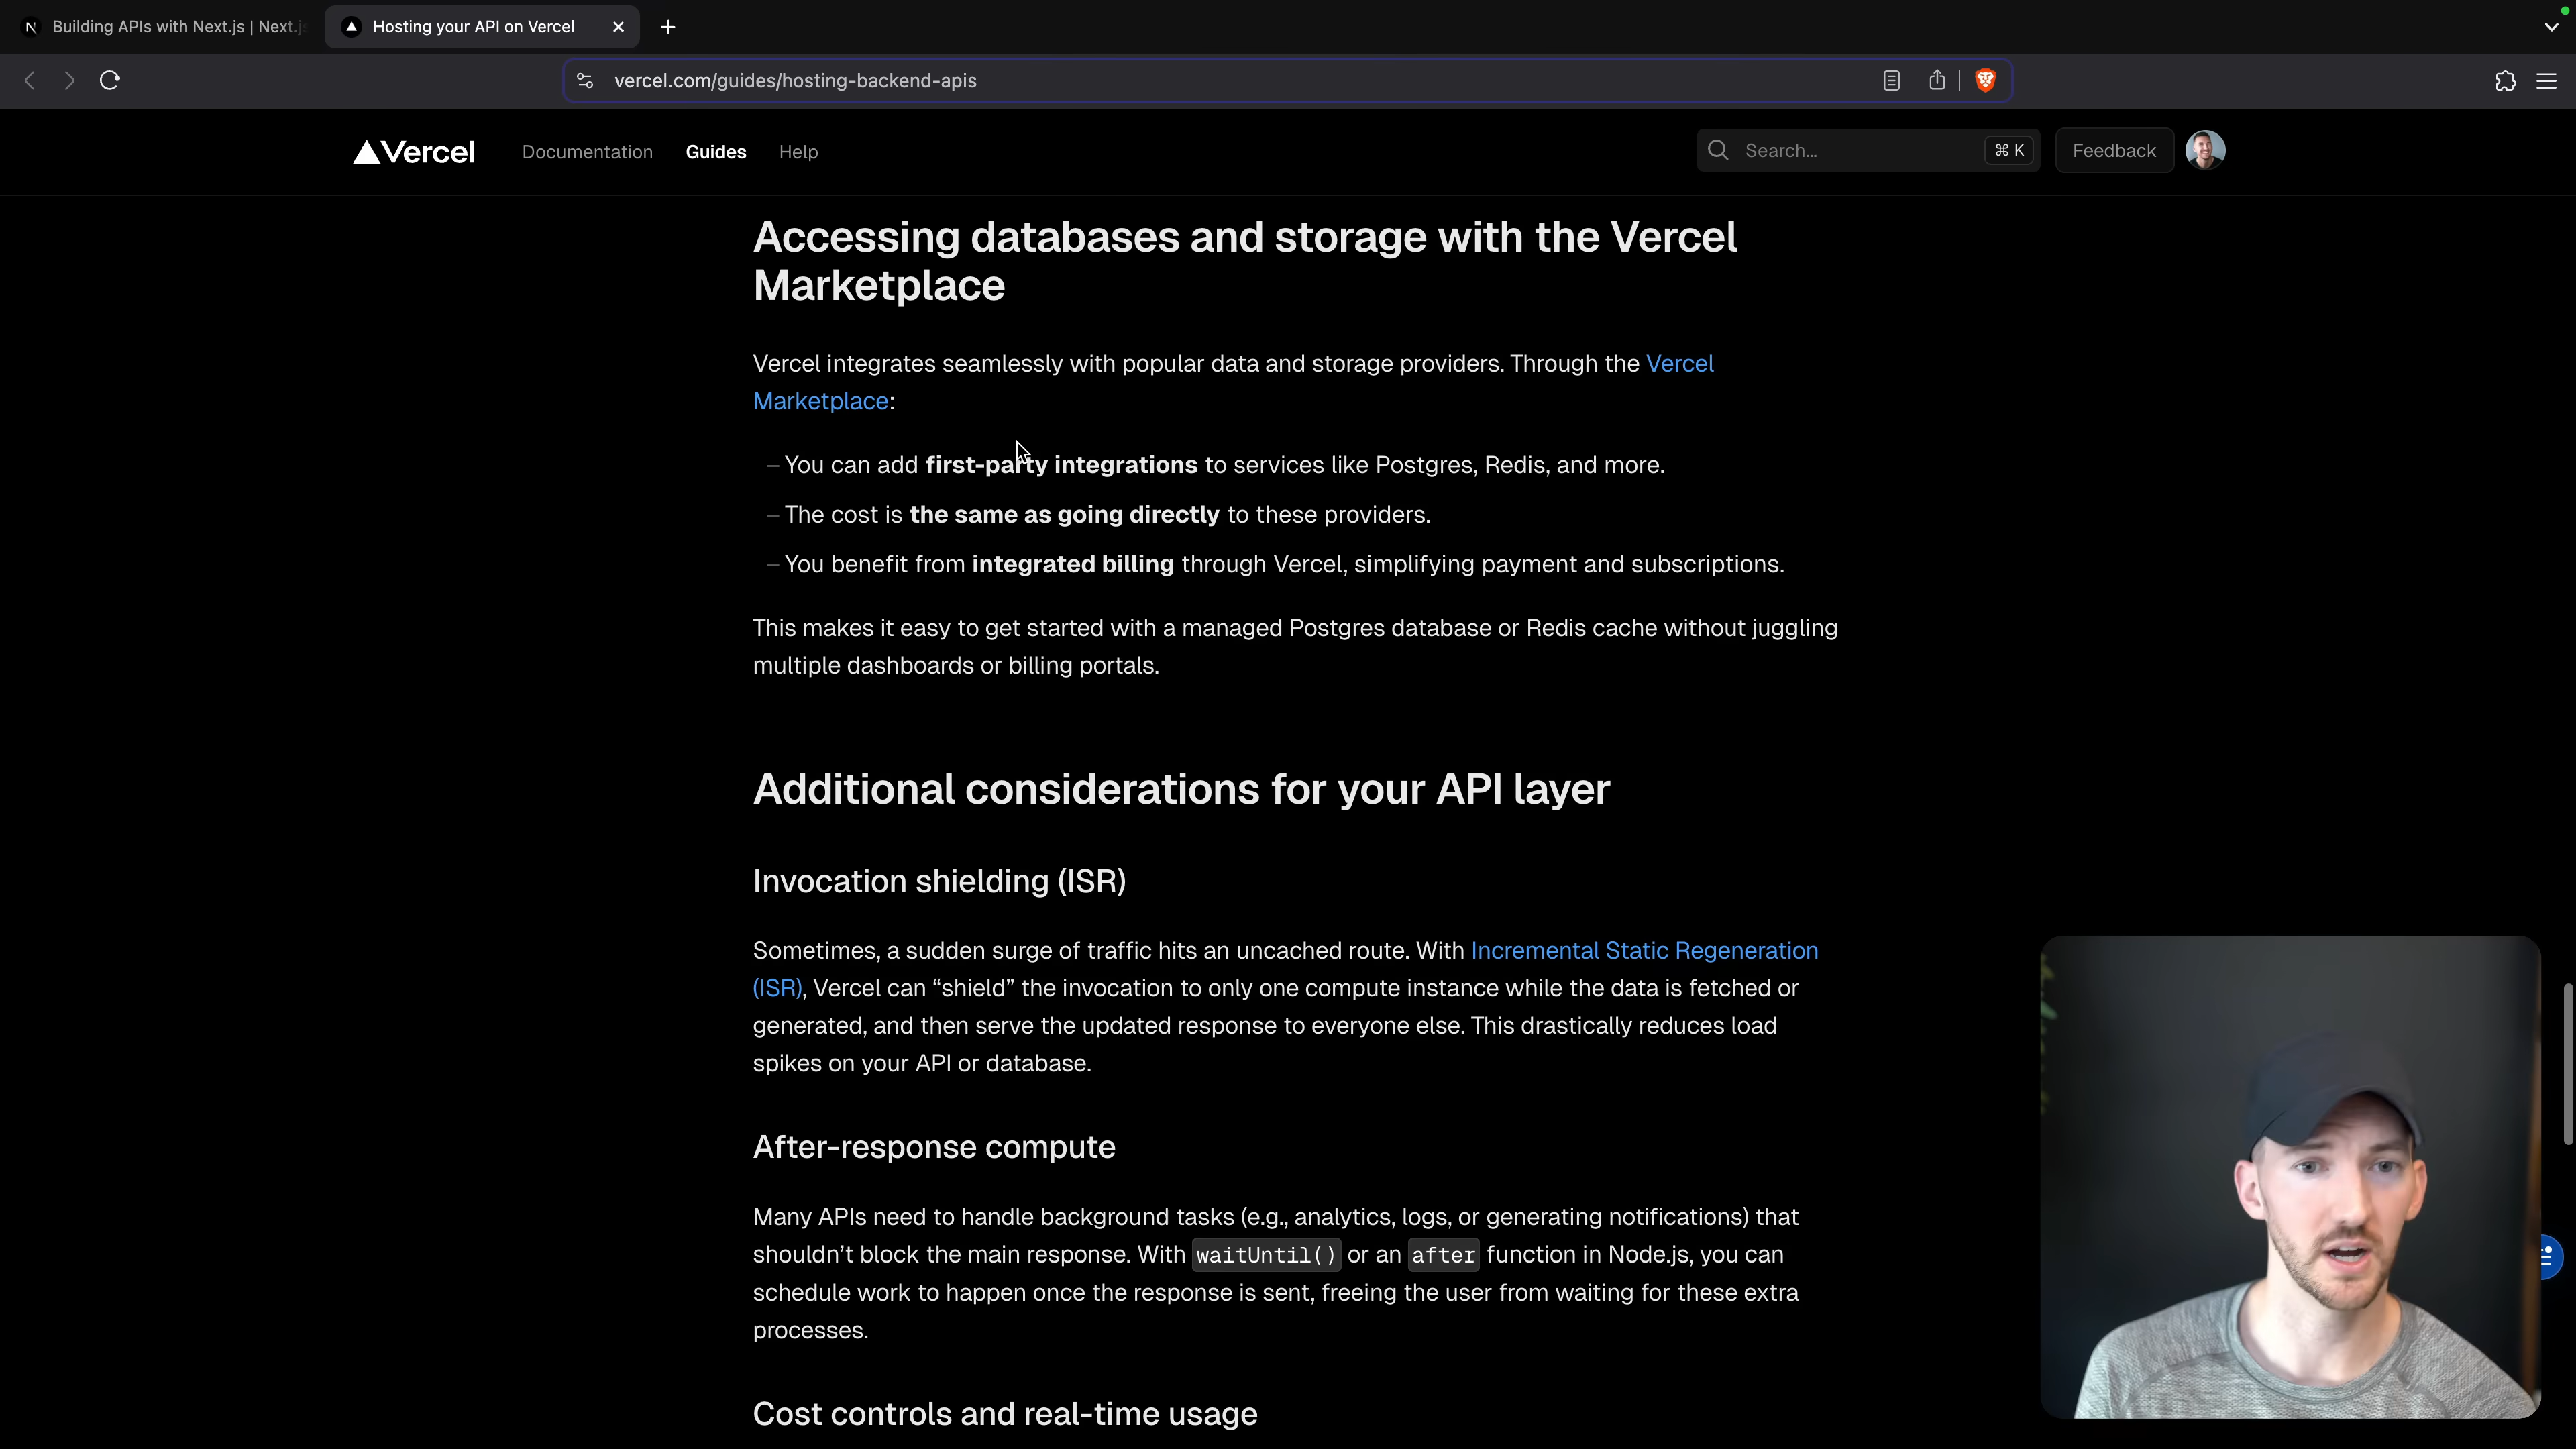 Building APIs with Next.js | Next.js
Hosting your API on Vercel
vercel.com/guides/hosting-backend-apis
Vercel
Documentation
Guides
Help
Search...
⌘ K
Feedback
Accessing databases and storage with the Vercel
Marketplace
Vercel integrates seamlessly with popular data and storage providers. Through the Vercel
Marketplace:
– You can add first-party integrations to services like Postgres, Redis, and more.
– The cost is the same as going directly to these providers.
– You benefit from integrated billing through Vercel, simplifying payment and subscriptions.
This makes it easy to get started with a managed Postgres database or Redis cache without juggling
multiple dashboards or billing portals.
Additional considerations for your API layer
Invocation shielding (ISR)
Sometimes, a sudden surge of traffic hits an uncached route. With Incremental Static Regeneration
(ISR), Vercel can “shield” the invocation to only one compute instance while the data is fetched or
generated, and then serve the updated response to everyone else. This drastically reduces load
spikes on your API or database.
After-response compute
Many APIs need to handle background tasks (e.g., analytics, logs, or generating notifications) that
shouldn’t block the main response. With waitUntil() or an after function in Node.js, you can
schedule work to happen once the response is sent, freeing the user from waiting for these extra
processes.
Cost controls and real-time usage